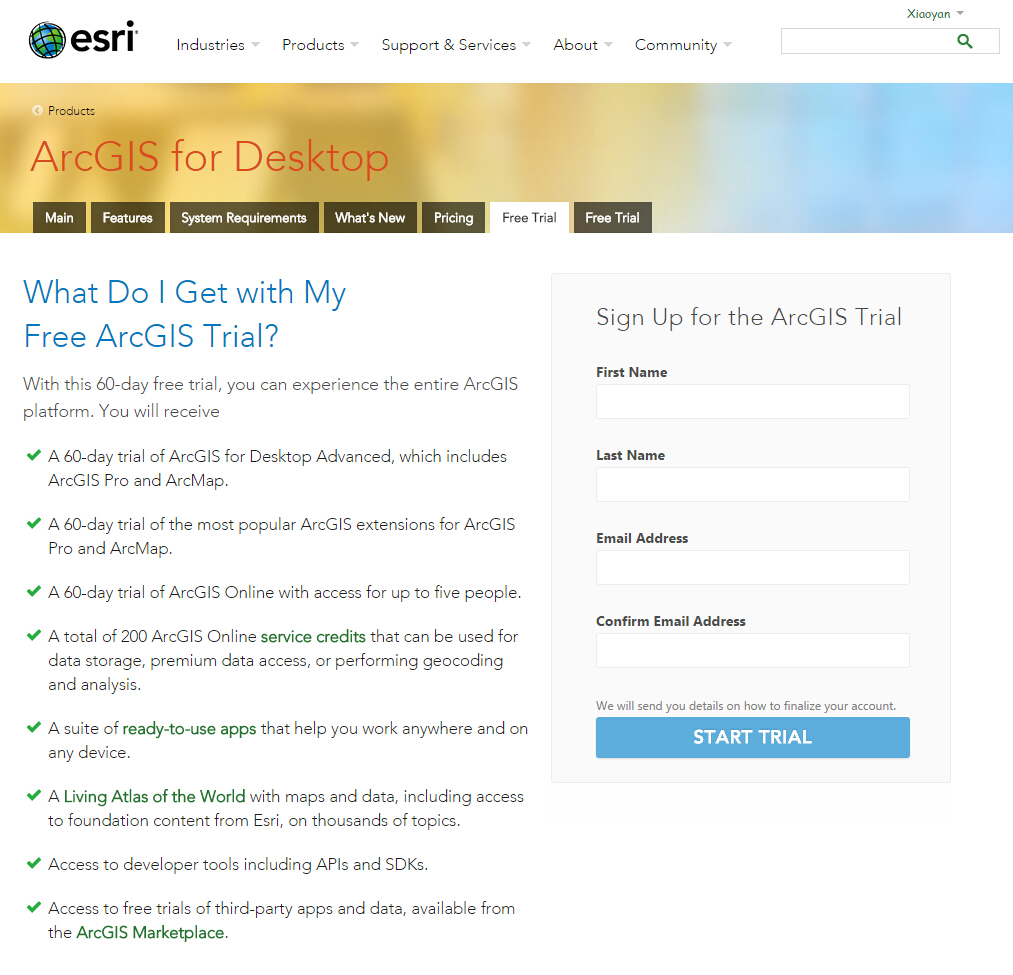 Xiaoyan
esri
Industries Products Support & Services About Community
Products
ArcGIS for Desktop
Main Features System Requirements What's New Pricing Free Trial Free Trial
What Do I Get with My
Free ArcGIS Trial?
With this 60-day free trial, you can experience the entire ArcGIS
platform. You will receive
A 60-day trial of ArcGIS for Desktop Advanced, which includes
ArcGIS Pro and ArcMap.
A 60-day trial of the most popular ArcGIS extensions for ArcGIS
Pro and ArcMap.
A 60-day trial of ArcGIS Online with access for up to five people.
A total of 200 ArcGIS Online service credits that can be used for
data storage, premium data access, or performing geocoding
and analysis.
A suite of ready-to-use apps that help you work anywhere and on
any device.
A Living Atlas of the World with maps and data, including access
to foundation content from Esri, on thousands of topics.
Access to developer tools including APIs and SDKs.
Access to free trials of third-party apps and data, available from
the ArcGIS Marketplace.
Sign Up for the ArcGIS Trial
First Name
Last Name
Email Address
Confirm Email Address
We will send you details on how to finalize your account.
START TRIAL